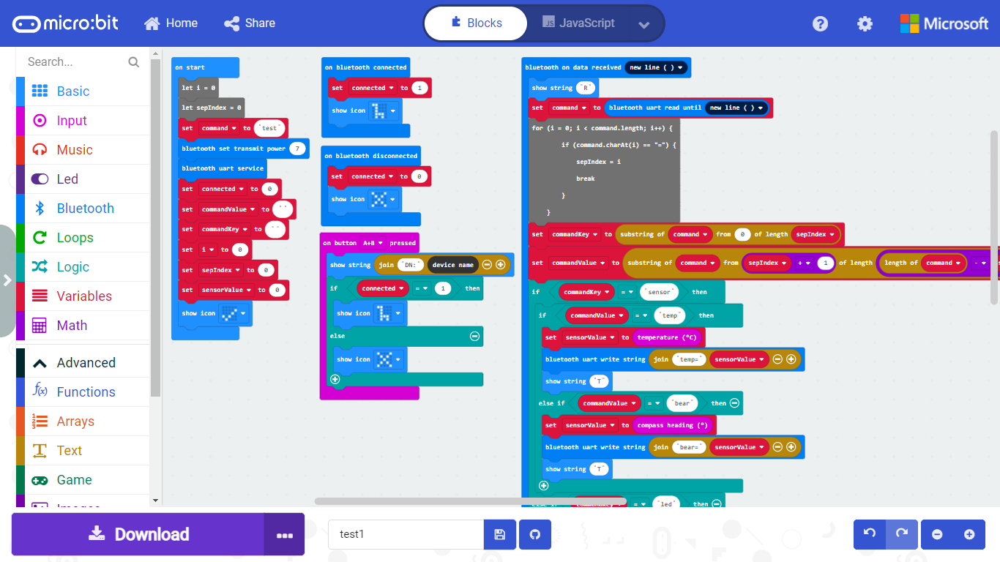 micro:bit Home Share Blocks JS JavaScript ? Microsoft
Search...
Basic
Input
Music
Led
Bluetooth
Loops
Logic
Variables
Math
Advanced
Functions
Arrays
Text
Game
Images
on start
let i = 0
let sepIndex = 0
set command to "test"
bluetooth set transmit power 7
bluetooth uart service
set connected to 0
set commandValue to ""
set commandKey to ""
set i to 0
set sepIndex to 0
set sensorValue to 0
show icon
on bluetooth connected
set connected to 1
show icon
on bluetooth disconnected
set connected to 0
show icon
on button A+B pressed
show string join "DN:" device name
if connected = 1 then
show icon
else
show icon
bluetooth on data received new line ( )
show string "R"
set command to bluetooth uart read until new line ( )
for (i = 0; i < command.length; i++) {
if (command.charAt(i) == "=") {
sepIndex = i
break
}
}
set commandKey to substring of command from 0 of length sepIndex
set commandValue to substring of command from sepIndex + 1 of length length of command -
if commandKey = "sensor" then
if commandValue = "temp" then
set sensorValue to temperature (°C)
bluetooth uart write string join "temp=" sensorValue
show string "T"
else if commandValue = "bear" then
set sensorValue to compass heading (°)
bluetooth uart write string join "bear=" sensorValue
show string "T"
else if commandKey = "led" then
Download ... test1